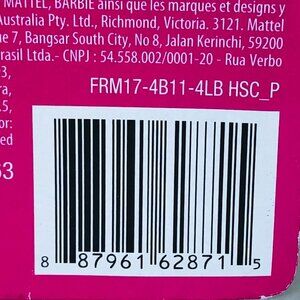 MATTEL, BARBIE ainsi que les marques et designs y
Australia Pty. Ltd., Richmond, Victoria. 3121. Mattel
ue 7, Bangsar South City, No 8, Jalan Kerinchi, 59200
rasil Ltda.- CNPJ : 54.558.002/0001-20 - Rua Verbo
FRM17-4B11-4LB HSC_P
63
8 87961 62871 5